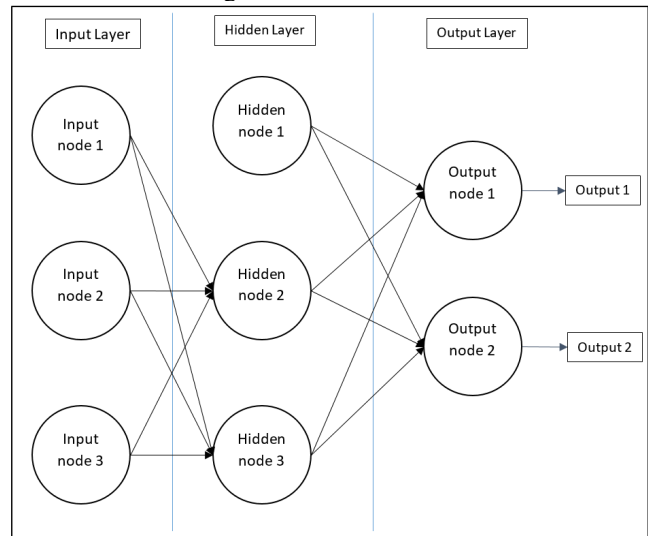 Input Layer
Hidden Layer
Output Layer
Input
node 1
Hidden
node 1
Output
node 1
Output 1
Input
node 2
Hidden
node 2
Output
node 2
Output 2
Input
node 3
Hidden
node 3